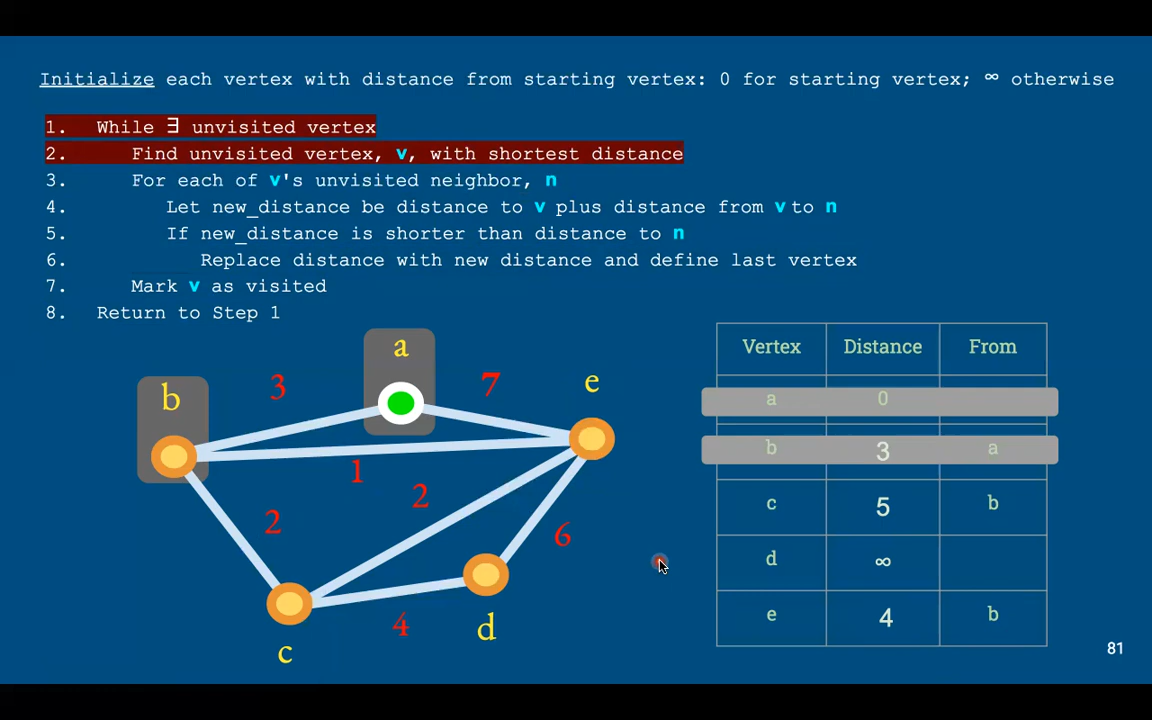 Initialize each vertex with distance from starting vertex: 0 for starting vertex; ∞ otherwise
1. While ∃ unvisited vertex
2. Find unvisited vertex, v, with shortest distance
3. For each of v's unvisited neighbor, n
4. Let new_distance be distance to v plus distance from v to n
5. If new_distance is shorter than distance to n
6. Replace distance with new distance and define last vertex
7. Mark v as visited
8. Return to Step 1
a
b
3
7
e
1
2
2
6
4
d
c
Vertex Distance From
a 0
b 3 a
c 5 b
d ∞
e 4 b
81